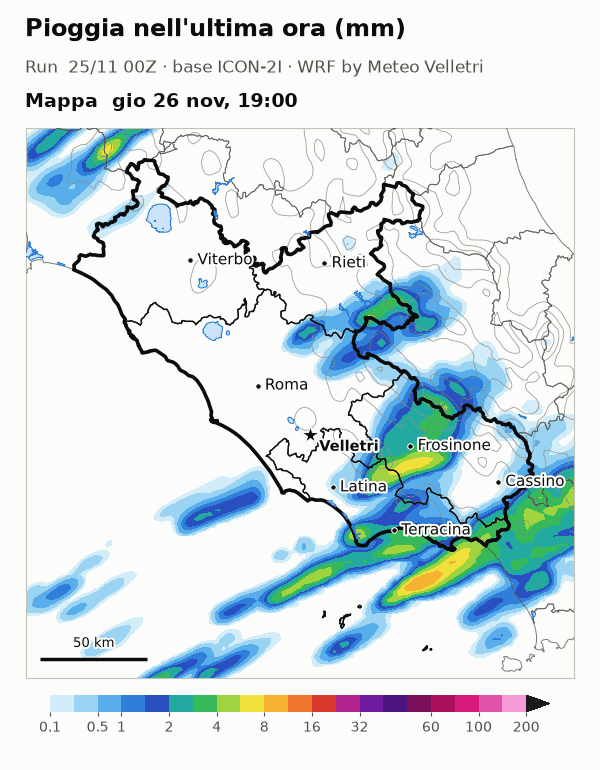 Pioggia nell'ultima ora (mm)
Run  25/11 00Z · base ICON-2I · WRF by Meteo Velletri
Mappa  gio 26 nov, 19:00
Viterbo
Rieti
Roma
Velletri
Frosinone
Latina
Cassino
Terracina
50 km
0.1 0.5 1 2 4 8 16 32 60 100 200